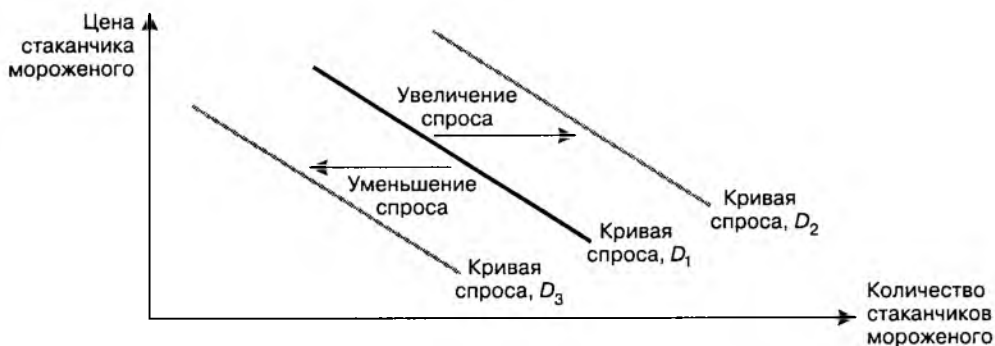 Цена
стаканчика
мороженого
Увеличение
спроса
Уменьшение
спроса
Кривая
спроса, D2
Кривая
спроса, D1
Кривая
спроса, D3
Количество
стаканчиков
мороженого